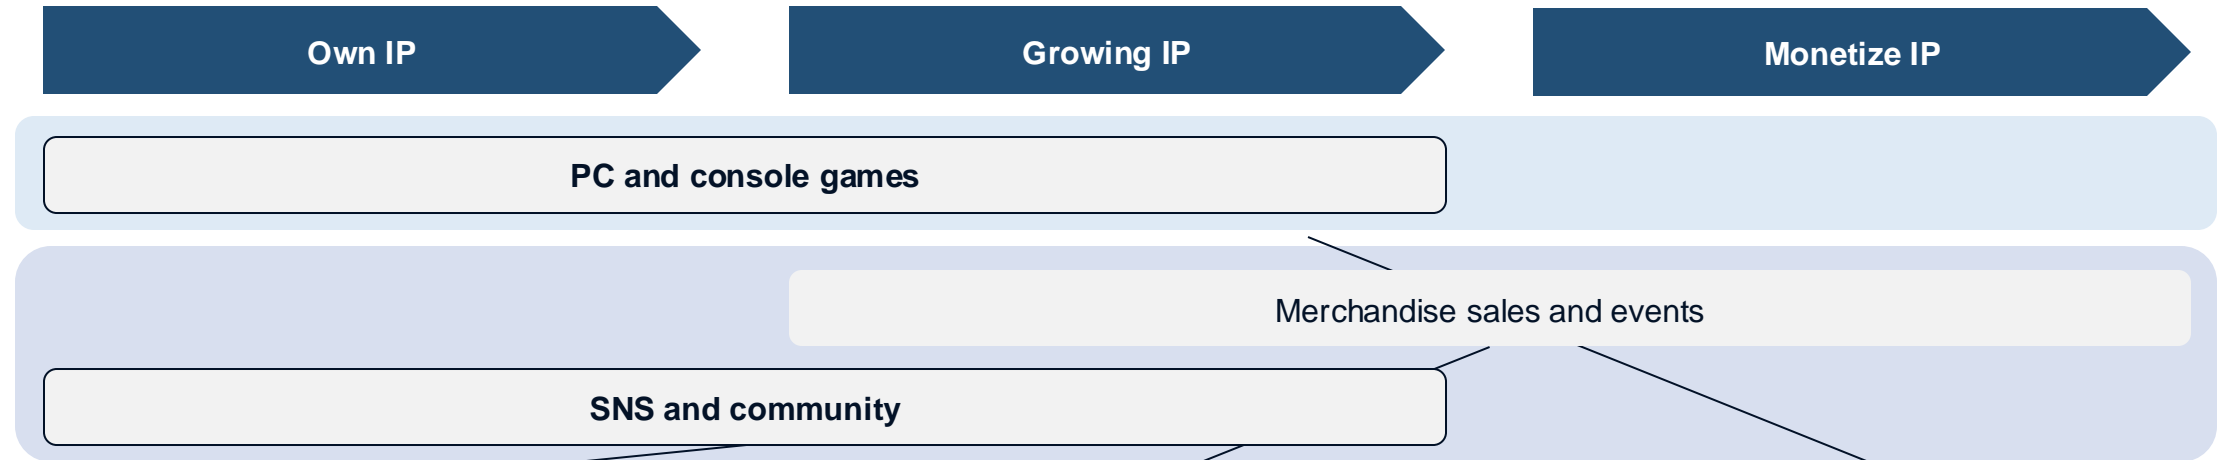 Own IP
Growing IP
Monetize IP
PC and console games
Merchandise sales and events
SNS and community